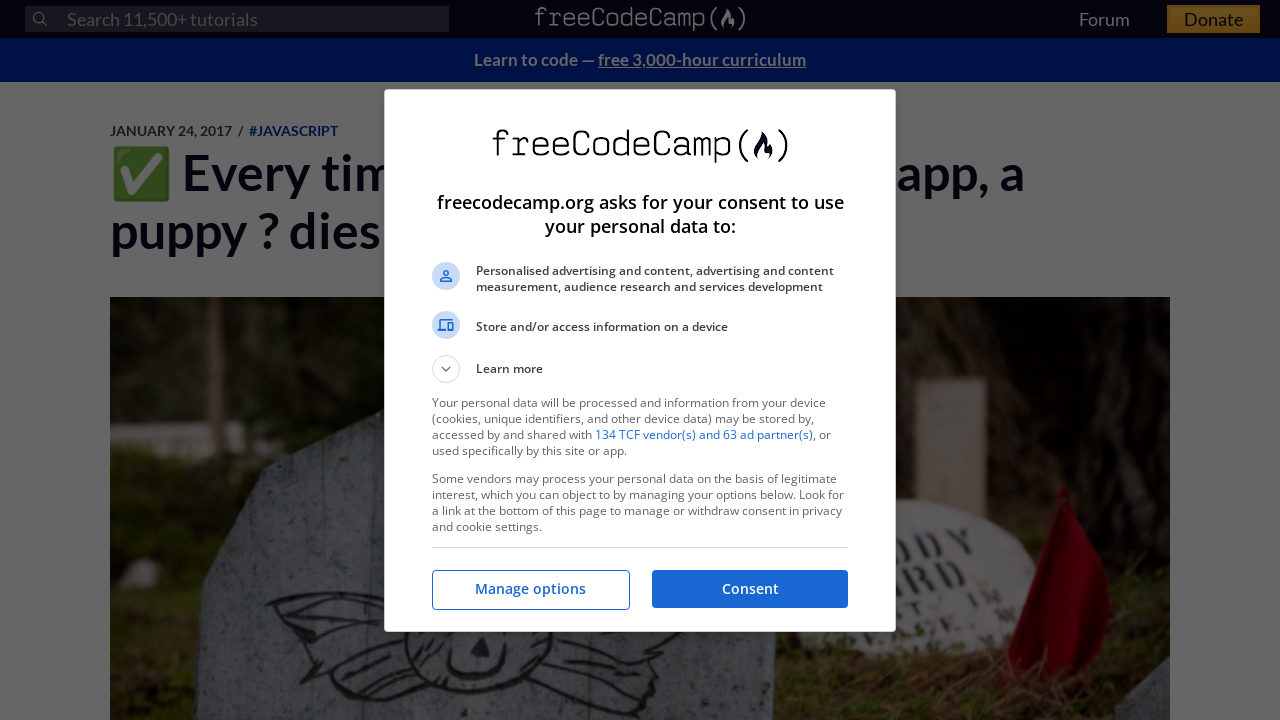 Search 11,500+ tutorials
freeCodeCamp
Forum
Donate
Learn to code — free 3,000-hour curriculum
JANUARY 24, 2017 / #JAVASCRIPT
✅ Every tim
app, a
puppy ? dies
freeCodeCamp
freecodecamp.org asks for your consent to use
your personal data to:
Personalised advertising and content, advertising and content
measurement, audience research and services development
Store and/or access information on a device
Learn more
Your personal data will be processed and information from your device
(cookies, unique identifiers, and other device data) may be stored by,
accessed by and shared with 134 TCF vendor(s) and 63 ad partner(s), or
used specifically by this site or app.
Some vendors may process your personal data on the basis of legitimate
interest, which you can object to by managing your options below. Look for
a link at the bottom of this page to manage or withdraw consent in privacy
and cookie settings.
Manage options
Consent